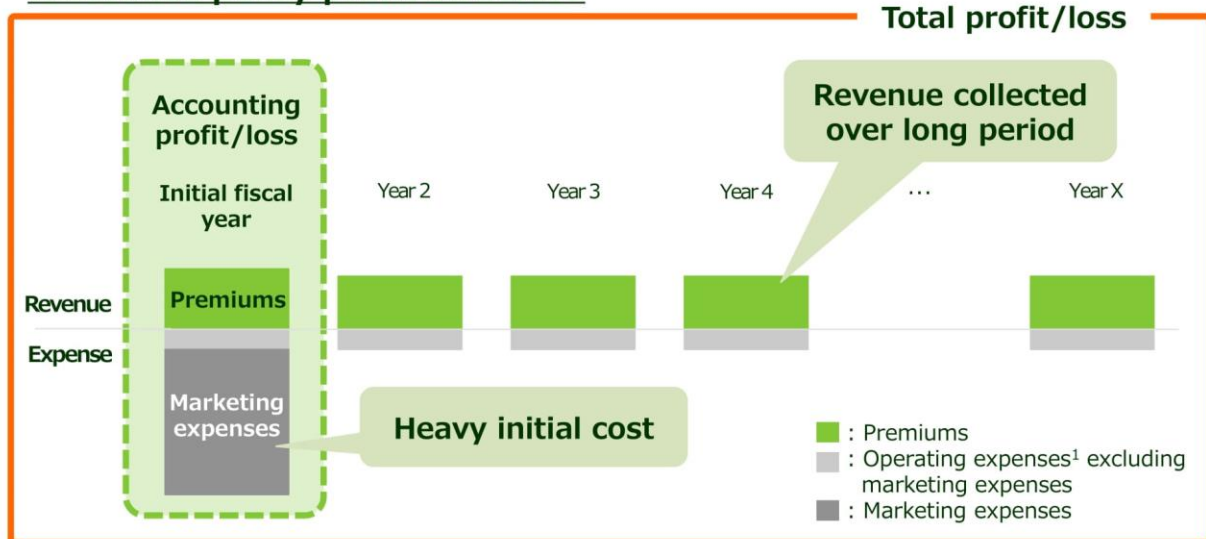 Total profit/loss
Accounting
profit/loss
Revenue collected
over long period
Initial fiscal
year
Year 2
Year 3
Year 4
...
Year X
Revenue
Premiums
Expense
Marketing
expenses
Heavy initial cost
: Premiums
: Operating expenses¹ excluding
marketing expenses
: Marketing expenses